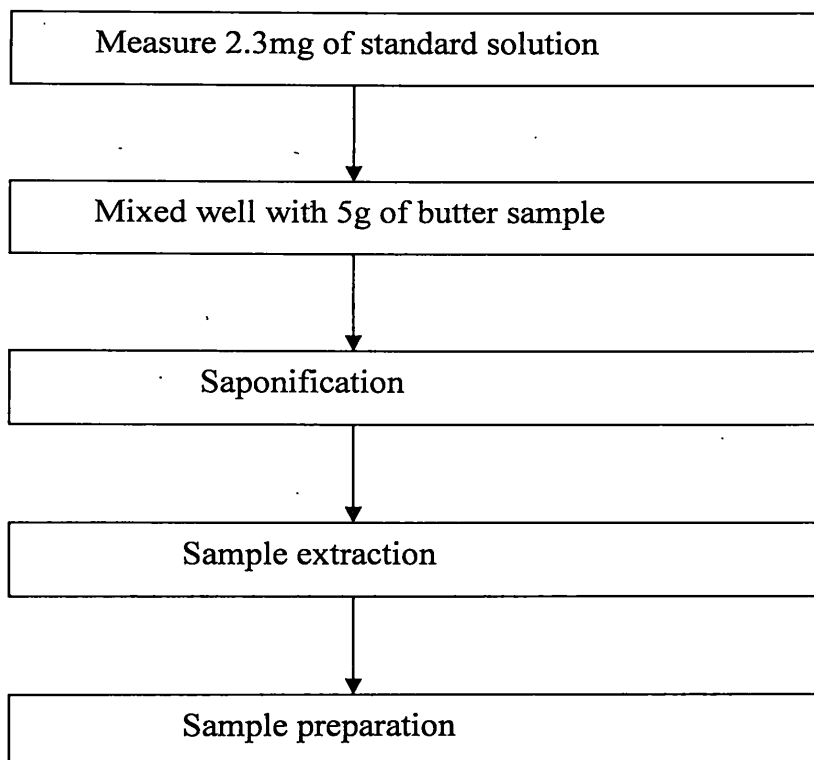 Measure 2.3mg of standard solution
Mixed well with 5g of butter sample
Saponification
Sample extraction
Sample preparation